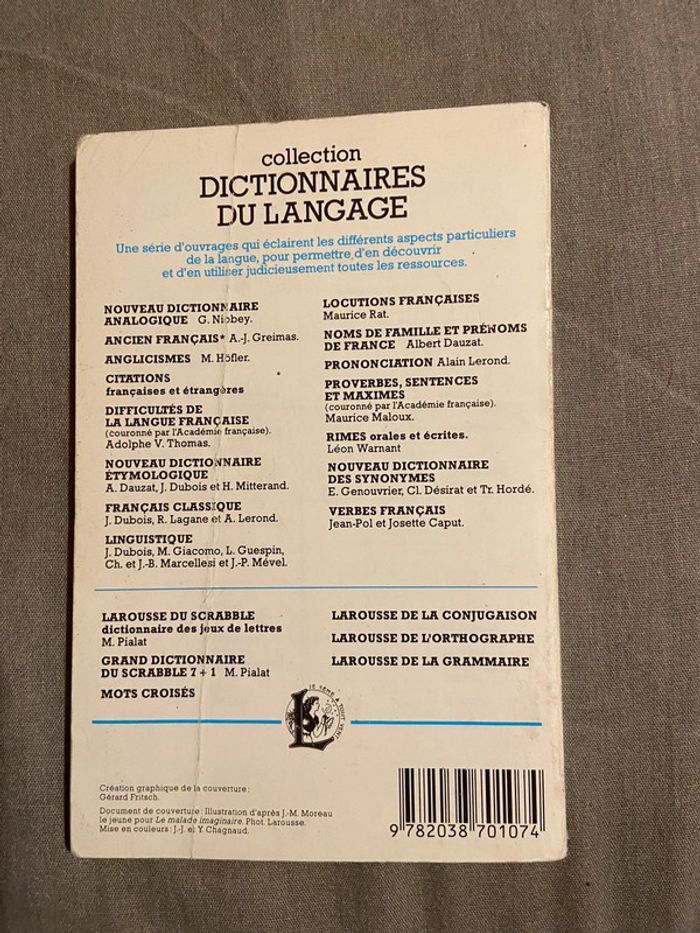 collection
DICTIONNAIRES
DU LANGAGE
Une série d'ouvrages qui éclairent les différents aspects particuliers
de la langue, pour permettre d'en découvrir
et d'en utiliser judicieusement toutes les ressources.
NOUVEAU DICTIONNAIRE
ANALOGIQUE G. Niobey.
ANCIEN FRANÇAIS* A.-J. Greimas.
ANGLICISMES M. Höfler.
CITATIONS
françaises et étrangères
DIFFICULTÉS DE
LA LANGUE FRANÇAISE
(couronné par l'Académie française).
Adolphe V. Thomas.
NOUVEAU DICTIONNAIRE
ÉTYMOLOGIQUE
A. Dauzat, J. Dubois et H. Mitterand.
FRANÇAIS CLASSIQUE
J. Dubois, R. Lagane et A. Lerond.
LINGUISTIQUE
J. Dubois, M. Giacomo, L. Guespin,
Ch. et J.-B. Marcellesi et J.-P. Mével.
LOCUTIONS FRANÇAISES
Maurice Rat.
NOMS DE FAMILLE ET PRÉNOMS
DE FRANCE Albert Dauzat.
PRONONCIATION Alain Lerond.
PROVERBES, SENTENCES
ET MAXIMES
(couronné par l'Académie française).
Maurice Maloux.
RIMES orales et écrites.
Léon Warnant
NOUVEAU DICTIONNAIRE
DES SYNONYMES
E. Genouvrier, Cl. Désirat et Tr. Hordé.
VERBES FRANÇAIS
Jean-Pol et Josette Caput.
LAROUSSE DU SCRABBLE
dictionnaire des jeux de lettres
M. Pialat
GRAND DICTIONNAIRE
DU SCRABBLE 7 + 1 M. Pialat
MOTS CROISÉS
LAROUSSE DE LA CONJUGAISON
LAROUSSE DE L'ORTHOGRAPHE
LAROUSSE DE LA GRAMMAIRE
JE SÈME À TOUT VENT
L
Création graphique de la couverture :
Gérard Fritsch.
Document de couverture : Illustration d'après J.-M. Moreau
le jeune pour Le malade imaginaire. Phot. Larousse.
Mise en couleurs : J.-J. et Y. Chagnaud.
9 782038 701074